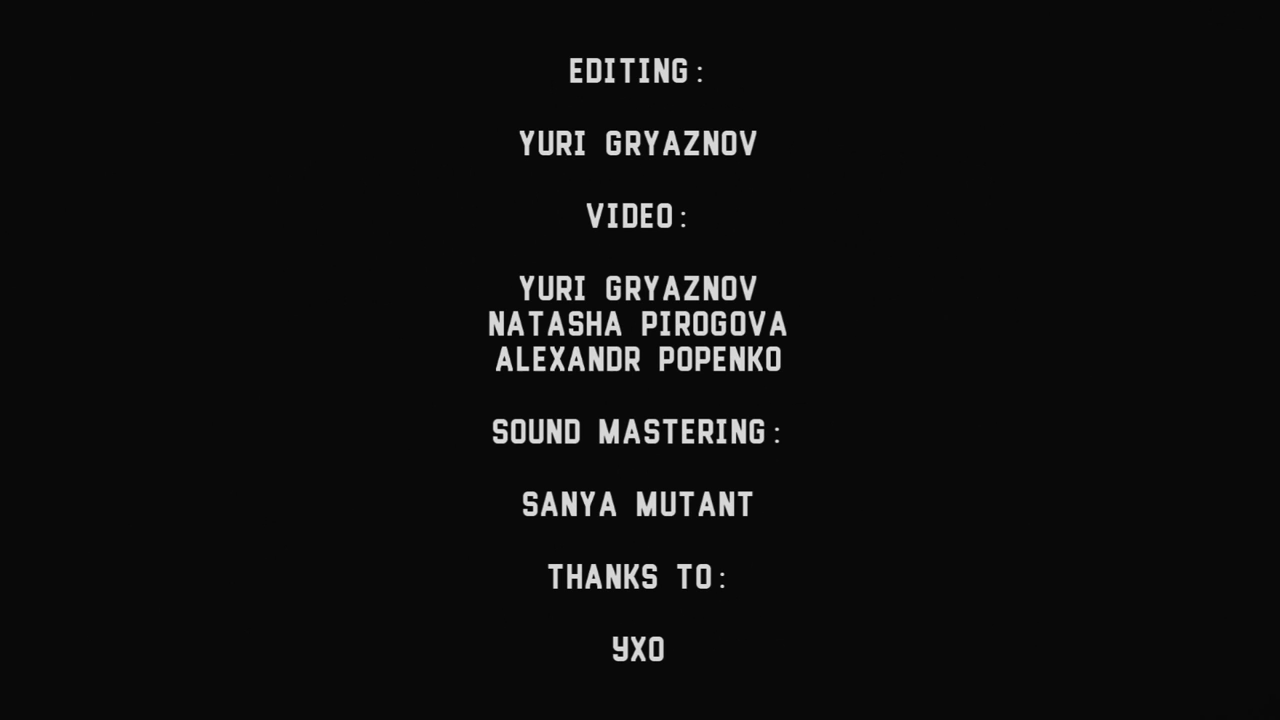 EDITING:
YURI GRYAZNOV
VIDEO:
YURI GRYAZNOV
NATASHA PIROGOVA
ALEXANDR POPENKO
SOUND MASTERING:
SANYA MUTANT
THANKS TO:
УХО